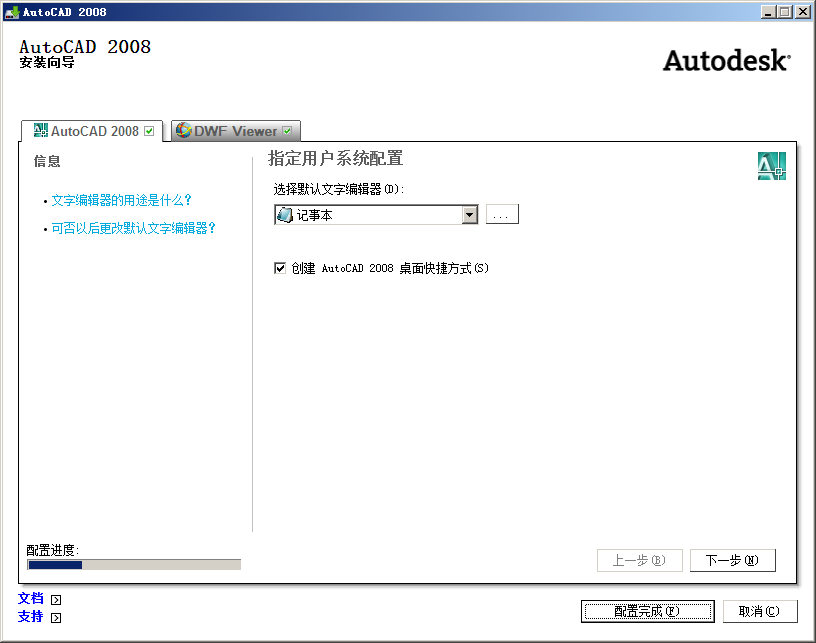 AutoCAD 2008
AutoCAD 2008
安装向导
Autodesk
AutoCAD 2008
DWF Viewer
信息
指定用户系统配置
选择默认文字编辑器(D):
文字编辑器的用途是什么?
可否以后更改默认文字编辑器?
记事本
...
创建 AutoCAD 2008 桌面快捷方式(S)
配置进度:
上一步(B)
下一步(N)
文档
支持
配置完成(F)
取消(C)